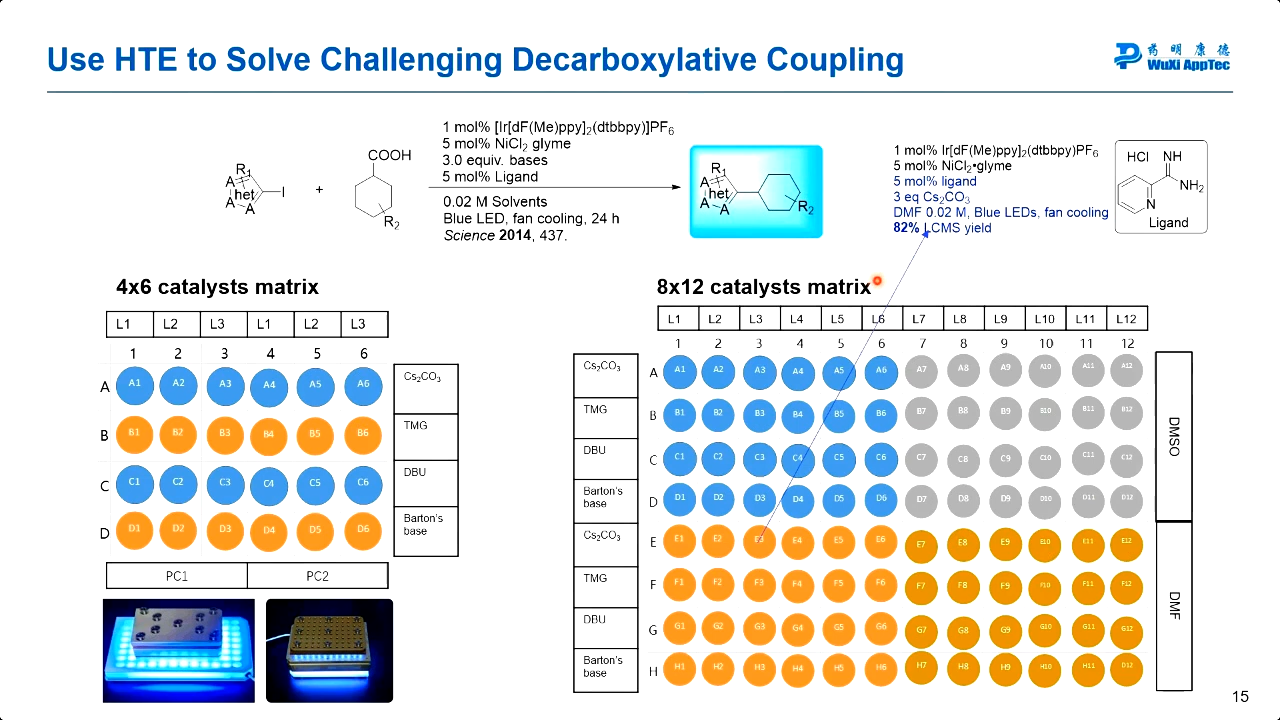 Use HTE to Solve Challenging Decarboxylative Coupling
药 明 康 德
WuXi AppTec
R1
A
A
A
A
het
I
+
COOH
R2
1 mol% [Ir[dF(Me)ppy]2(dtbbpy)]PF6
5 mol% NiCl2 glyme
3.0 equiv. bases
5 mol% Ligand
0.02 M Solvents
Blue LED, fan cooling, 24 h
Science 2014, 437.
R1
A
A
A
A
het
R2
1 mol% Ir[dF(Me)ppy]2(dtbbpy)PF6
5 mol% NiCl2•glyme
5 mol% ligand
3 eq Cs2CO3
DMF 0.02 M, Blue LEDs, fan cooling
82% LCMS yield
HCl NH
NH2
N
Ligand
4x6 catalysts matrix
L1 L2 L3 L1 L2 L3
1 2 3 4 5 6
A A1 A2 A3 A4 A5 A6 Cs2CO3
B B1 B2 B3 B4 B5 B6 TMG
C C1 C2 C3 C4 C5 C6 DBU
D D1 D2 D3 D4 D5 D6 Barton's
base
PC1 PC2
8x12 catalysts matrix
L1 L2 L3 L4 L5 L6 L7 L8 L9 L10 L11 L12
1 2 3 4 5 6 7 8 9 10 11 12
Cs2CO3 A A1 A2 A3 A4 A5 A6 A7 A8 A9 A10 A11 A12
TMG B B1 B2 B3 B4 B5 B6 B7 B8 B9 B10 B11 B12
DBU C C1 C2 C3 C4 C5 C6 C7 C8 C9 C10 C11 C12
Barton's
base D D1 D2 D3 D4 D5 D6 D7 D8 D9 D10 D11 D12
DMSO
Cs2CO3 E E1 E2 E3 E4 E5 E6 E7 E8 E9 E10 E11 E12
TMG F F1 F2 F3 F4 F5 F6 F7 F8 F9 F10 F11 F12
DBU G G1 G2 G3 G4 G5 G6 G7 G8 G9 G10 G11 G12
Barton's
base H H1 H2 H3 H4 H5 H6 H7 H8 H9 H10 H11 D12
DMF
15